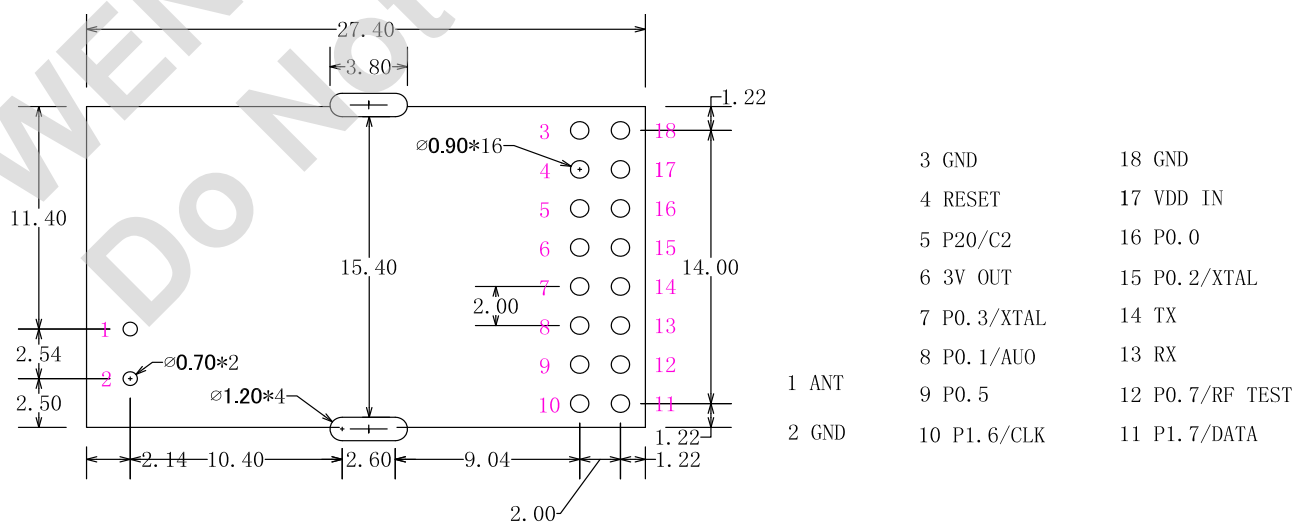 WEN
Do Not
27.40
3.80
1.22
3
18
⌀0.90*16
4
17
3 GND
18 GND
4 RESET
17 VDD IN
11.40
5
16
5 P20/C2
16 P0.0
15.40
6
15
14.00
6 3V OUT
15 P0.2/XTAL
7
14
2.00
7 P0.3/XTAL
14 TX
1
8
13
8 P0.1/AUO
13 RX
2.54
⌀0.70*2
9
12
1 ANT
9 P0.5
12 P0.7/RF TEST
2
⌀1.20*4
2.50
10
11
1.22
2 GND
10 P1.6/CLK
11 P1.7/DATA
2.14
10.40
2.60
9.04
1.22
2.00